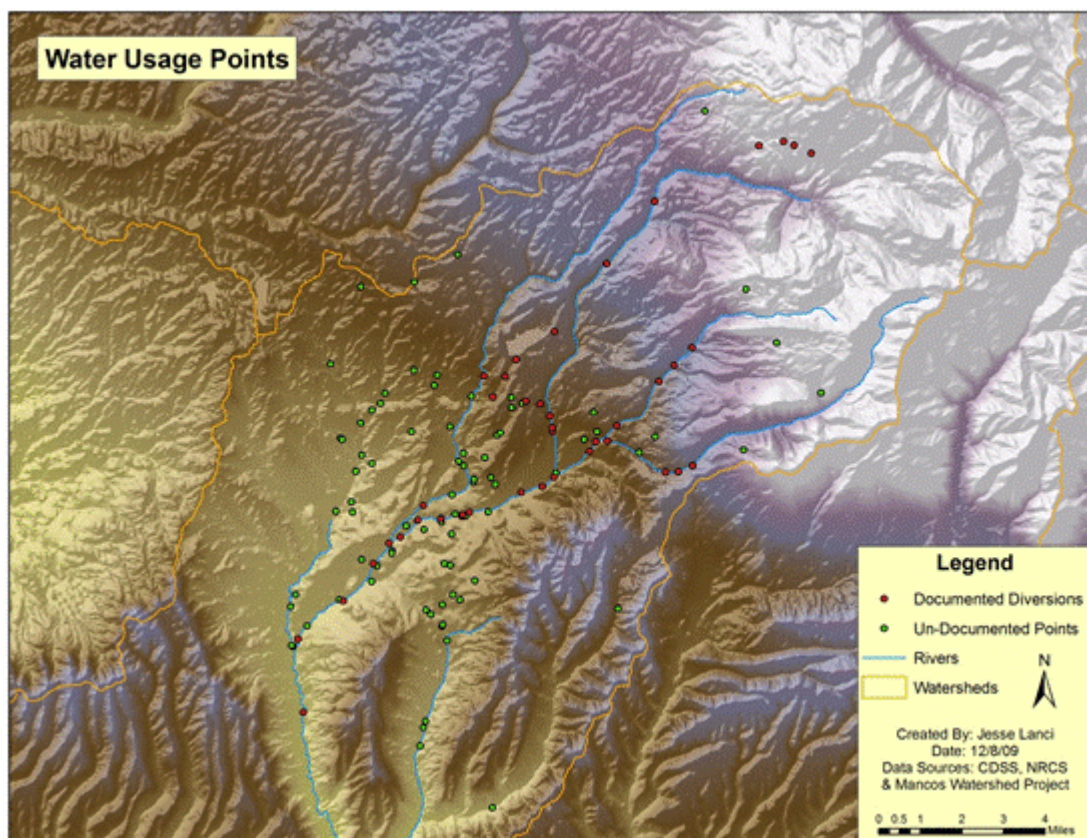 Water Usage Points
Legend
Documented Diversions
Un-Documented Points
Rivers
N
Watersheds
Created By: Jesse Lanci
Date: 12/8/09
Data Sources: CDSS, NRCS
& Mancos Watershed Project
0 0.5 1 2 3 4
Miles